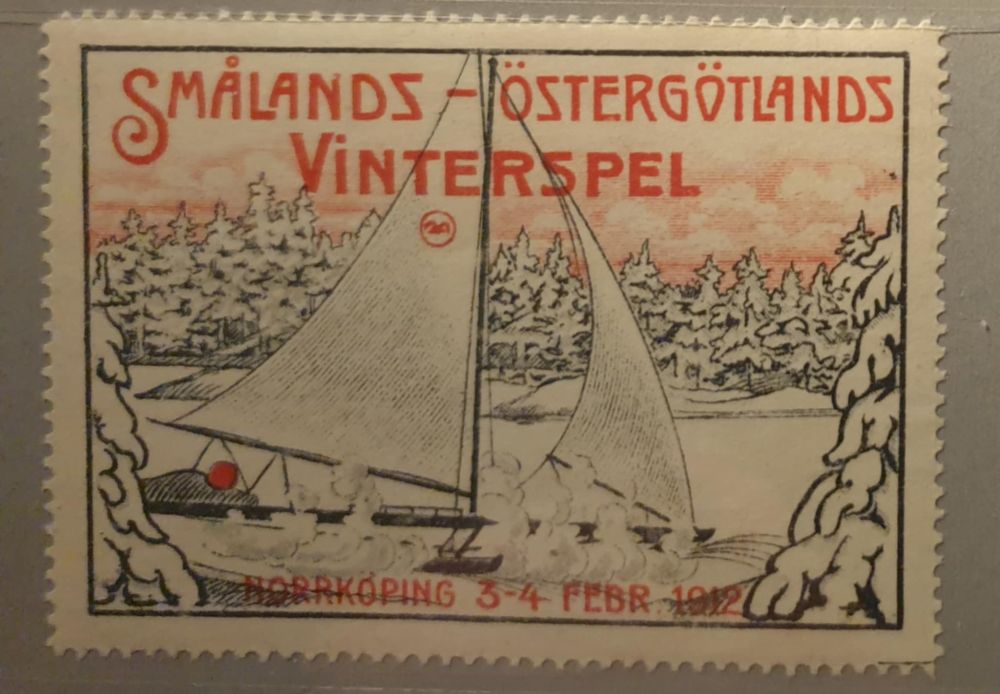 SMÅLANDS - ÖSTERGÖTLANDS
VINTERSPEL
NORRKÖPING 3-4 FEBR 1912